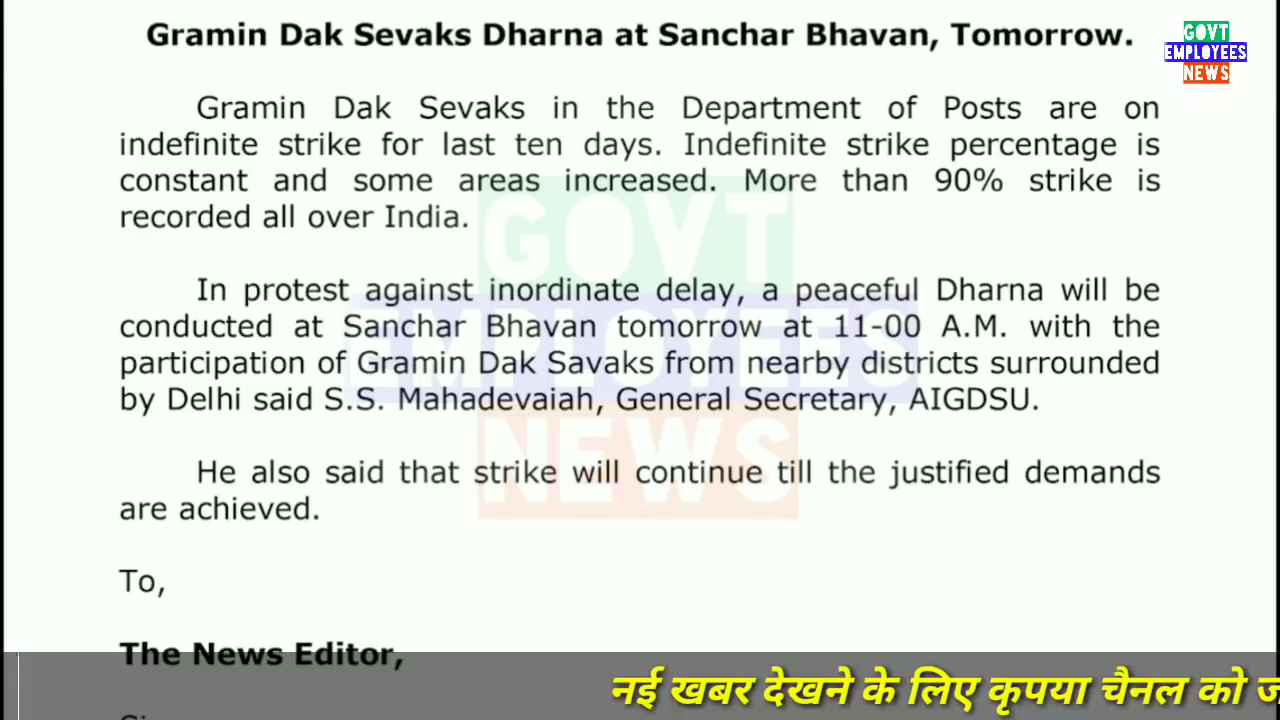 Gramin Dak Sevaks Dharna at Sanchar Bhavan, Tomorrow.
GOVT
EMPLOYEES
NEWS
Gramin Dak Sevaks in the Department of Posts are on
indefinite strike for last ten days. Indefinite strike percentage is
constant and some areas increased. More than 90% strike is
recorded all over India.
In protest against inordinate delay, a peaceful Dharna will be
conducted at Sanchar Bhavan tomorrow at 11-00 A.M. with the
participation of Gramin Dak Savaks from nearby districts surrounded
by Delhi said S.S. Mahadevaiah, General Secretary, AIGDSU.
He also said that strike will continue till the justified demands
are achieved.
GOVT
EMPLOYEES
NEWS
To,
The News Editor,
नई खबर देखने के लिए कृपया चैनल को